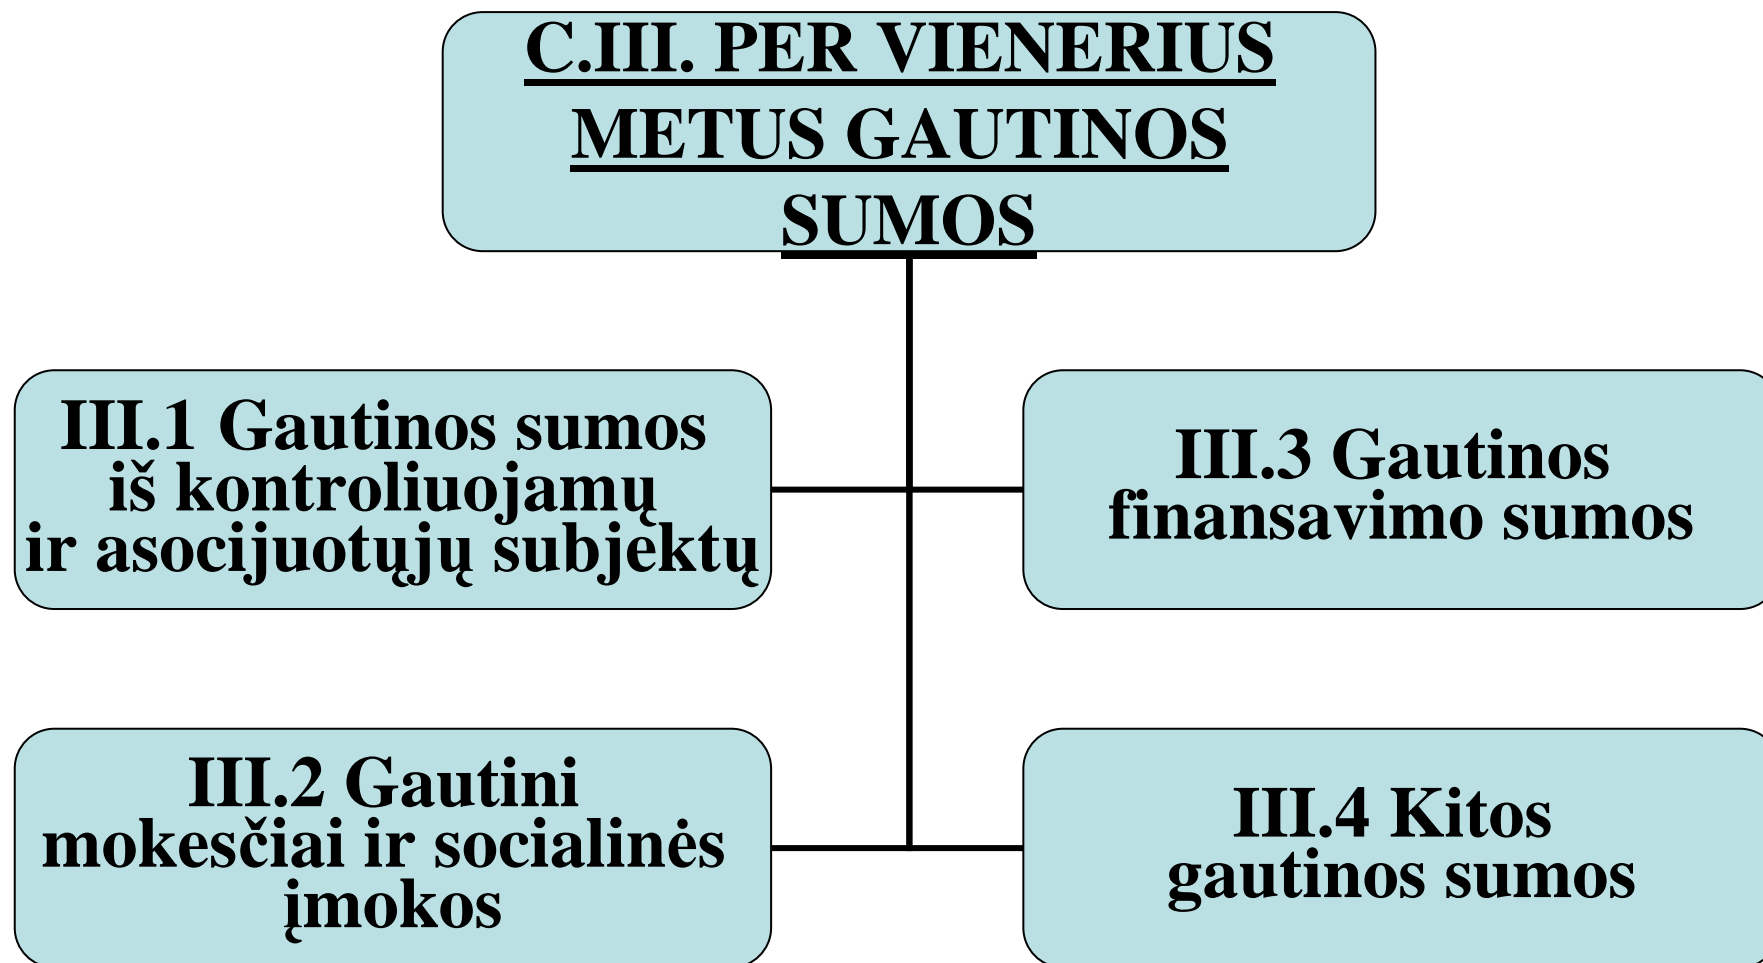 C.III. PER VIENERIUS
METUS GAUTINOS
SUMOS
III.1 Gautinos sumos
iš kontroliuojamų
ir asocijuotųjų subjektų
III.3 Gautinos
finansavimo sumos
III.2 Gautini
mokesčiai ir socialinės
įmokos
III.4 Kitos
gautinos sumos